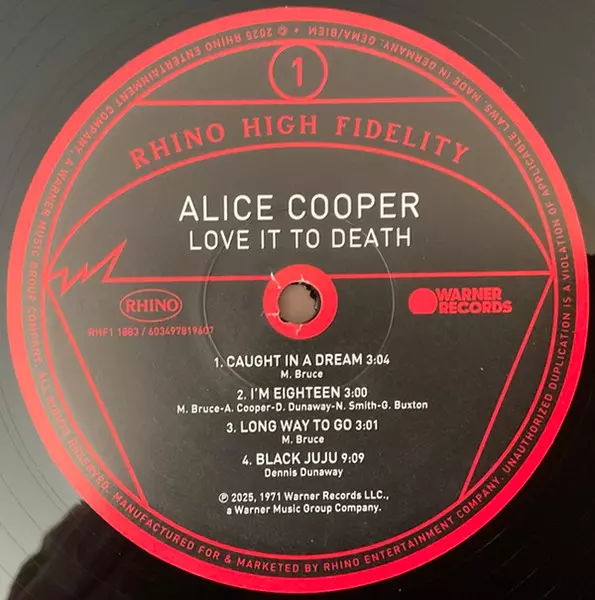 1
RHINO HIGH FIDELITY
ALICE COOPER
LOVE IT TO DEATH
RHINO
WARNER
RECORDS
RHF1 1883 / 603497819607
1. CAUGHT IN A DREAM 3:04
M. Bruce
2. I'M EIGHTEEN 3:00
M. Bruce-A. Cooper-D. Dunaway-N. Smith-G. Buxton
3. LONG WAY TO GO 3:01
M. Bruce
4. BLACK JUJU 9:09
Dennis Dunaway
℗ 2025, 1971 Warner Records LLC.,
a Warner Music Group Company.
• © 2025 RHINO ENTERTAINMENT COMPANY, A WARNER MUSIC GROUP COMPANY. ALL RIGHTS RESERVED. MANUFACTURED FOR & MARKETED BY RHINO ENTERTAINMENT COMPANY. UNAUTHORIZED DUPLICATION IS A VIOLATION OF APPLICABLE LAWS. MADE IN GERMANY. GEMA/BIEM